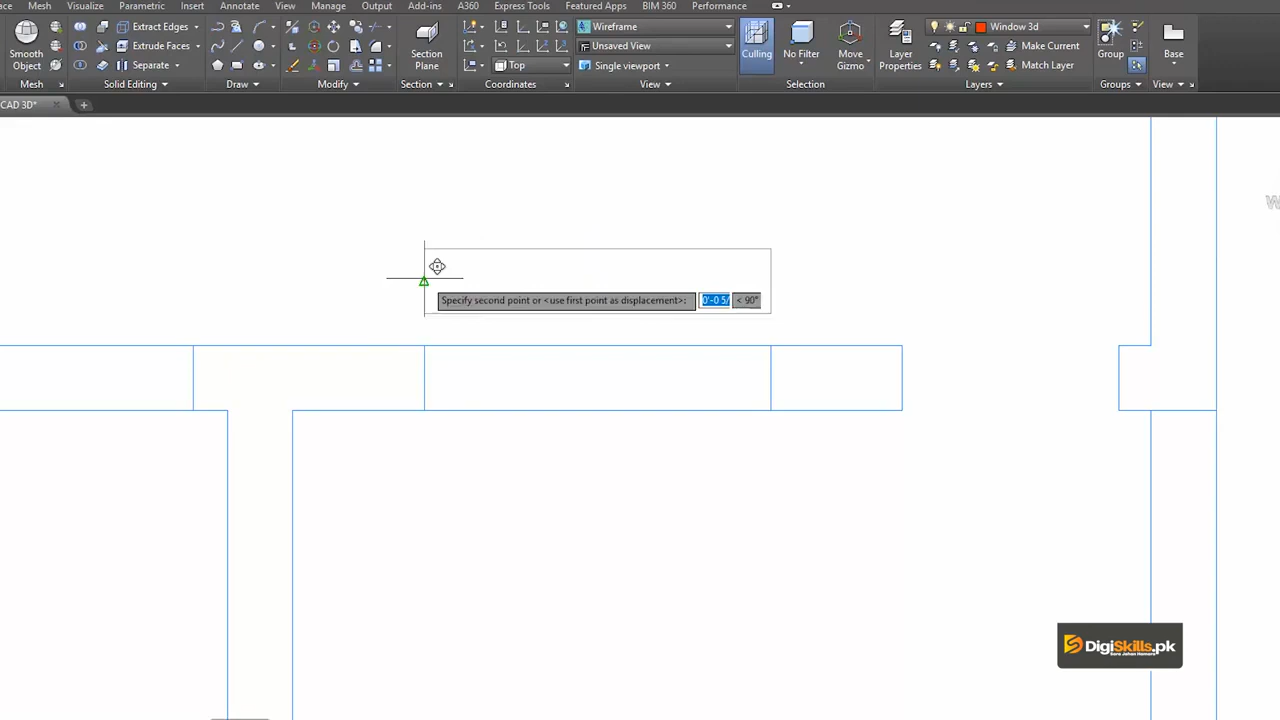 ace Mesh Visualize Parametric Insert Annotate View Manage Output Add-ins A360 Express Tools Featured Apps BIM 360 Performance
Smooth Object
Extract Edges
Extrude Faces
Separate
Section Plane
Wireframe
Unsaved View
Top
Single viewport
Culling
No Filter
Move Gizmo
Layer Properties
Window 3d
Make Current
Match Layer
Group
Base
Mesh Solid Editing Draw Modify Section Coordinates View Selection Layers Groups View
CAD 3D*
W
Specify second point or <use first point as displacement>: 0'-0 5/ < 90°
DigiSkills.pk